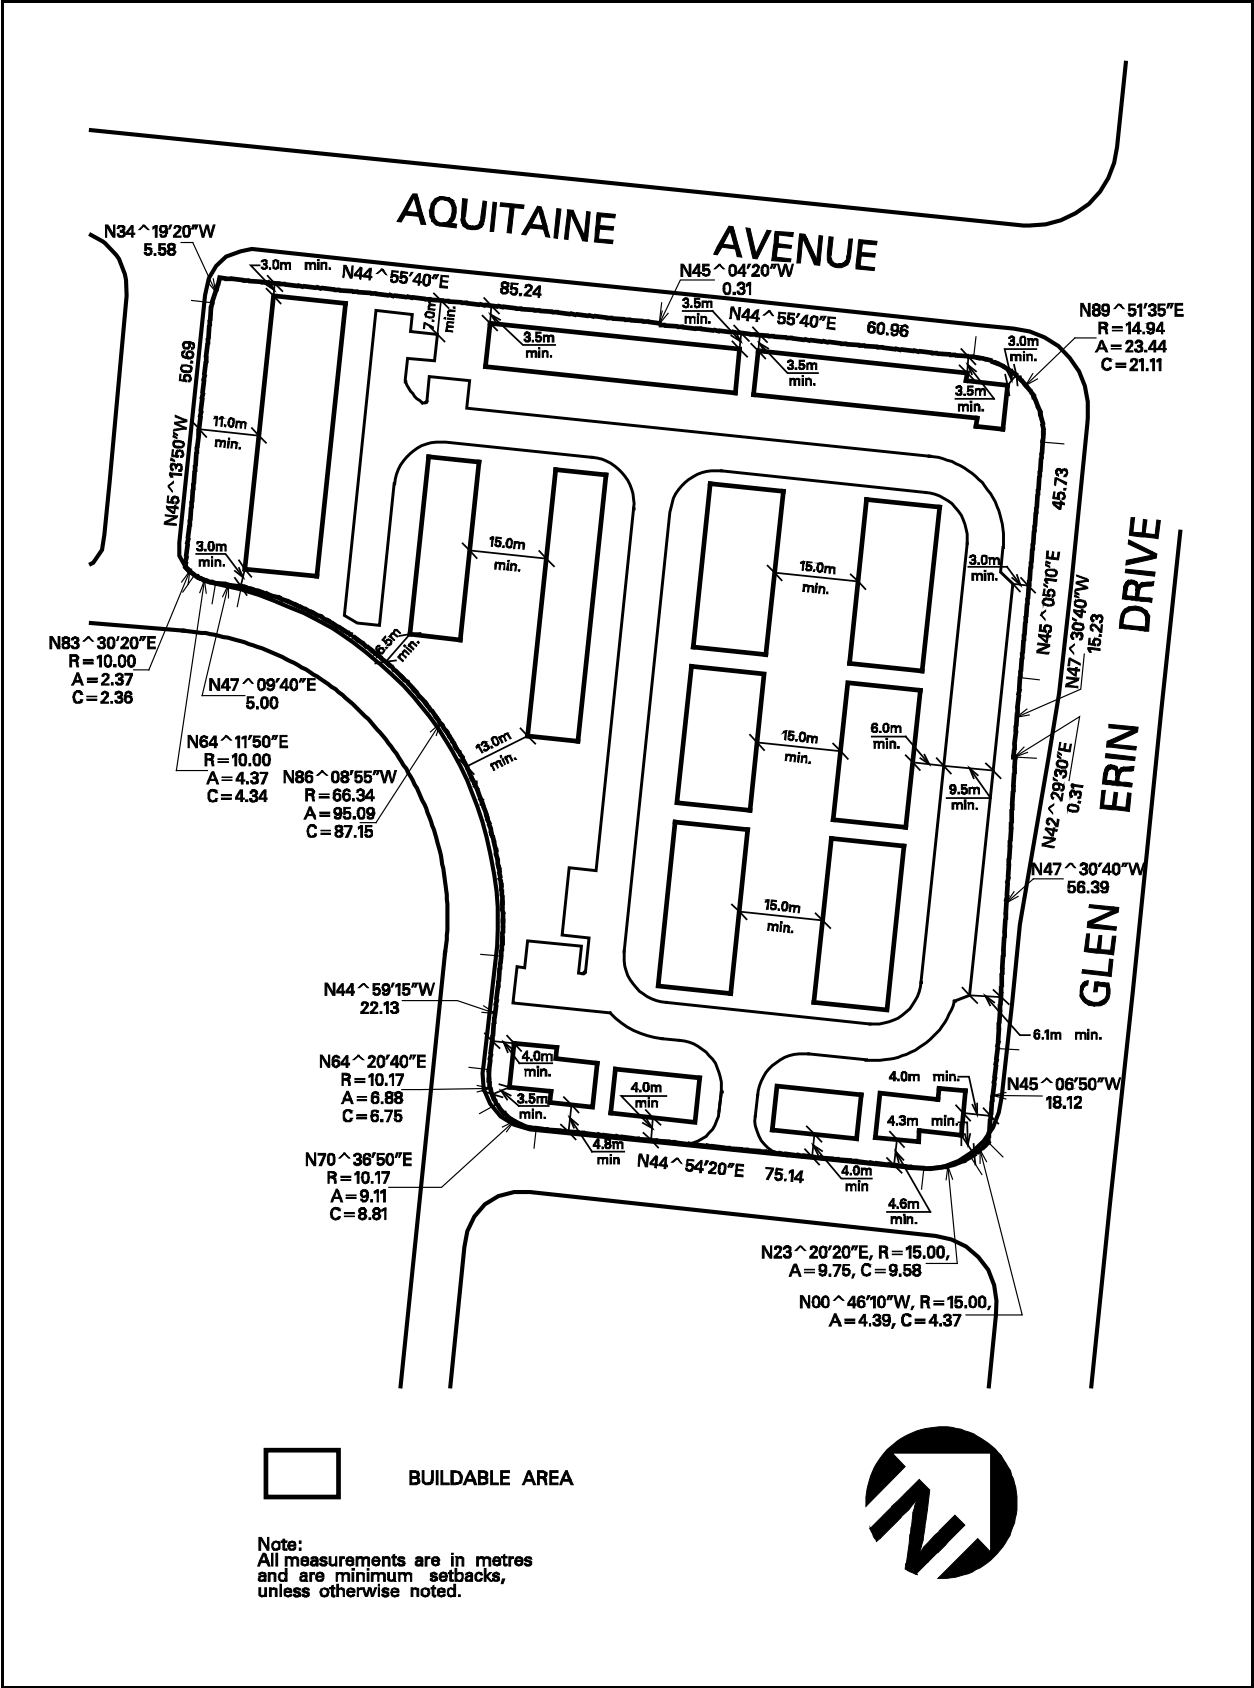 AQUITAINE AVENUE
N34^19'20"W
5.58
3.0m min.
N44^55'40"E
85.24
N45^04'20"W
0.31
3.5m
min.
N44^55'40"E
60.96
N89^51'35"E
R=14.94
A=23.44
C=21.11
3.0m
min.
7.0m
min.
3.5m
min.
3.5m
min.
3.5m
min.
50.69
N45^13'50"W
11.0m
min.
45.73
N45^05'10"E
DRIVE
3.0m
min.
15.0m
min.
15.0m
min.
3.0m
min.
N47^30'40"W
15.23
N83^30'20"E
R=10.00
A=2.37
C=2.36
6.5m
min.
N47^09'40"E
5.00
N64^11'50"E
R=10.00
A=4.37
C=4.34
N86^08'55"W
R=66.34
A=95.09
C=87.15
13.0m
min.
15.0m
min.
6.0m
min.
9.5m
min.
N42^29'30"E
0.31
ERIN
N47^30'40"W
56.39
15.0m
min.
GLEN
N44^59'15"W
22.13
6.1m min.
N64^20'40"E
R=10.17
A=6.88
C=6.75
4.0m
min.
3.5m
min.
4.0m
min
4.0m min.
N45^06'50"W
18.12
4.3m min.
4.8m
min
N44^54'20"E 75.14
4.0m
min
4.6m
min.
N70^36'50"E
R=10.17
A=9.11
C=8.81
N23^20'20"E, R=15.00,
A=9.75, C=9.58
N00^46'10"W, R=15.00,
A=4.39, C=4.37
BUILDABLE AREA
N
Note:
All measurements are in metres
and are minimum setbacks,
unless otherwise noted.